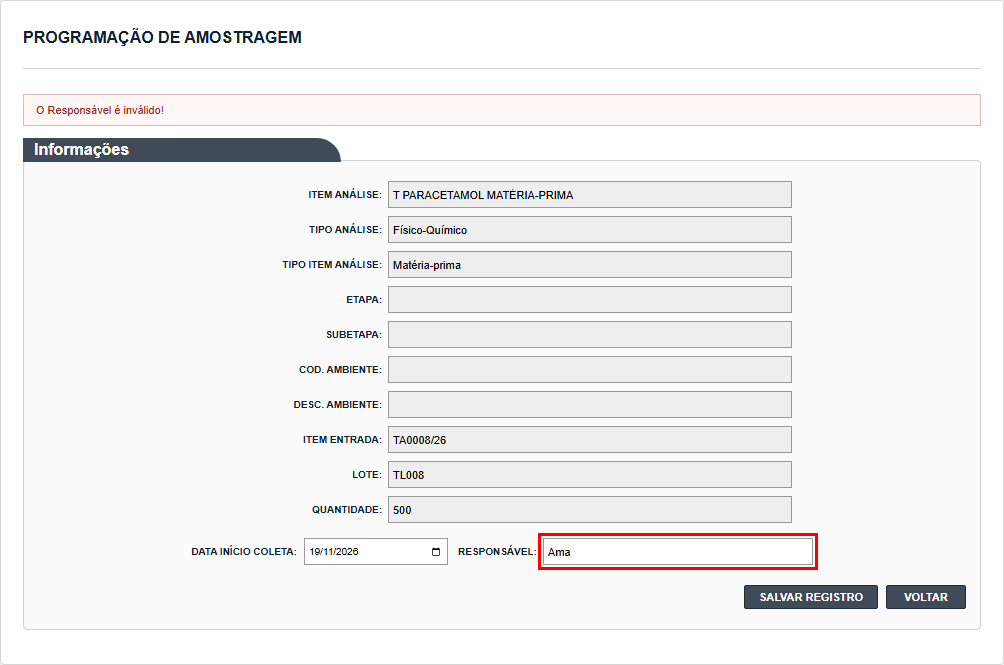 PROGRAMAÇÃO DE AMOSTRAGEM
O Responsável é inválido!
Informações
ITEM ANÁLISE: T PARACETAMOL MATÉRIA-PRIMA
TIPO ANÁLISE: Físico-Químico
TIPO ITEM ANÁLISE: Matéria-prima
ETAPA:
SUBETAPA:
COD. AMBIENTE:
DESC. AMBIENTE:
ITEM ENTRADA: TA0008/26
LOTE: TL008
QUANTIDADE: 500
DATA INÍCIO COLETA: 19/11/2026 RESPONSÁVEL: Ama
SALVAR REGISTRO VOLTAR